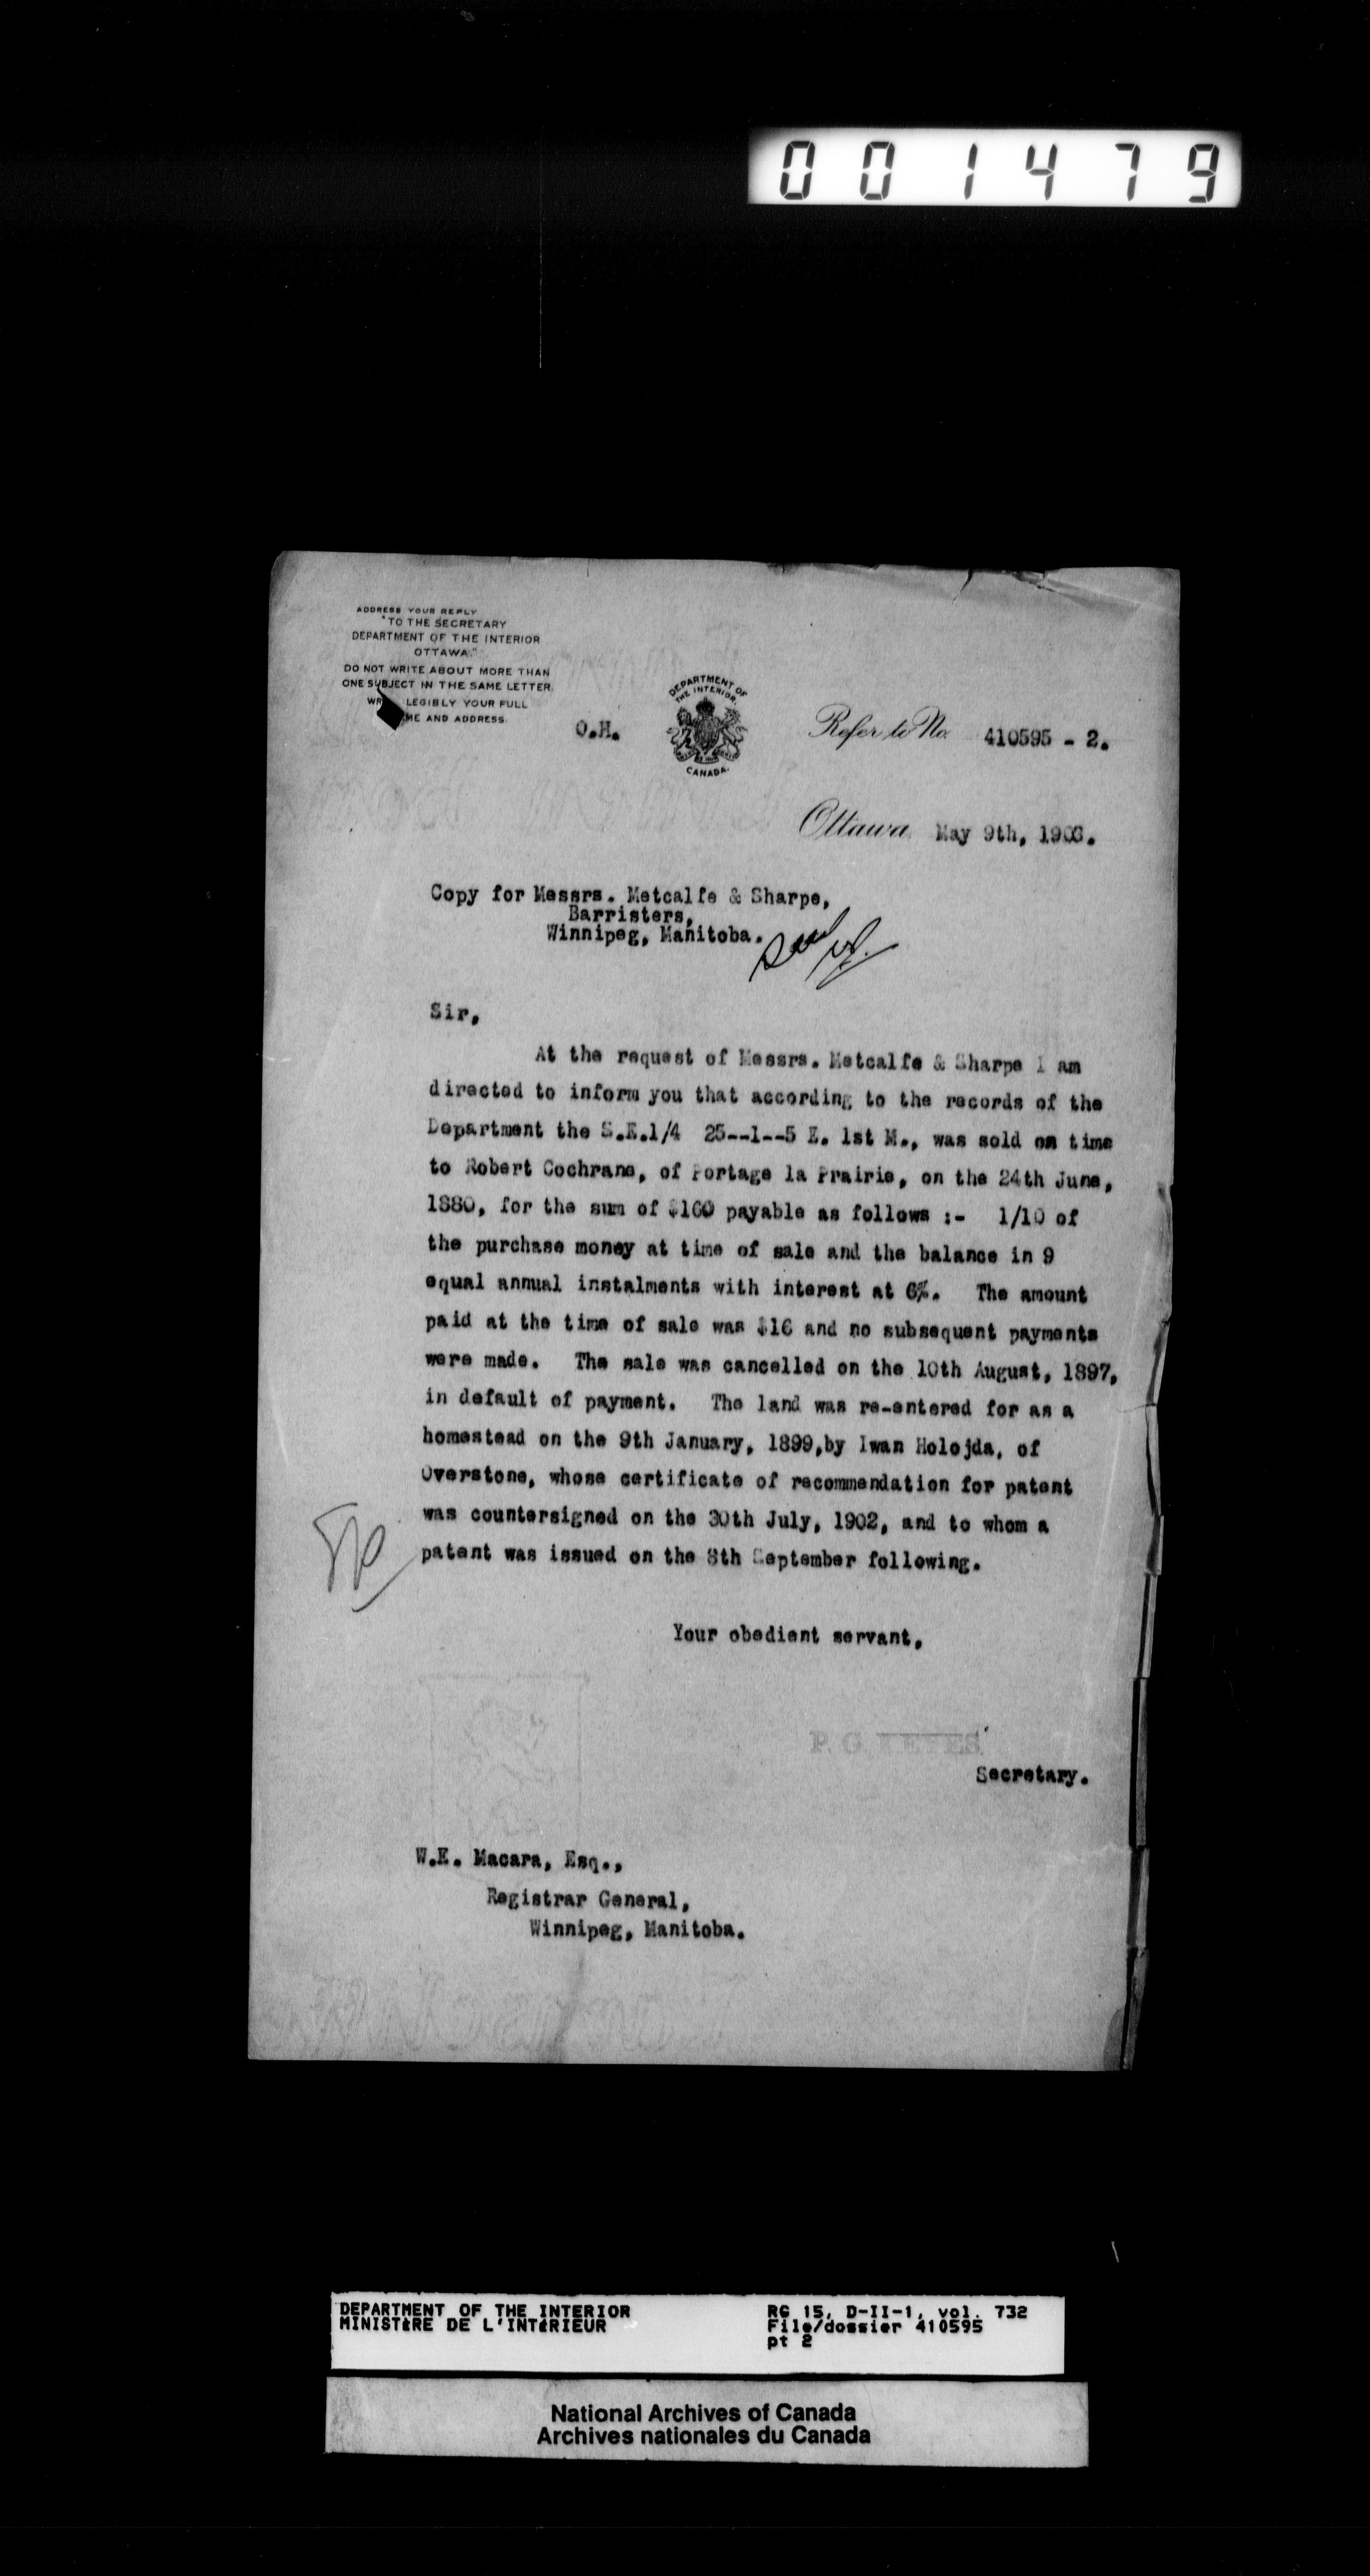 001479
ADDRESS YOUR REPLY
"TO THE SECRETARY
DEPARTMENT OF THE INTERIOR
OTTAWA."
DO NOT WRITE ABOUT MORE THAN
ONE SUBJECT IN THE SAME LETTER.
WR LEGIBLY YOUR FULL
ME AND ADDRESS.
O.H.
DEPARTMENT OF
THE INTERIOR.
CANADA.
Refer to No. 410595 - 2.
Ottawa, May 9th, 1903.
Copy for Messrs. Metcalfe & Sharpe,
Barristers,
Winnipeg, Manitoba.
Sir,
At the request of Messrs. Metcalfe & Sharpe I am
directed to inform you that according to the records of the
Department the S.E.1/4 25--1--5 E. 1st M., was sold on time
to Robert Cochrane, of Portage la Prairie, on the 24th June,
1880, for the sum of $160 payable as follows :- 1/10 of
the purchase money at time of sale and the balance in 9
equal annual instalments with interest at 6%. The amount
paid at the time of sale was $16 and no subsequent payments
were made. The sale was cancelled on the 10th August, 1897,
in default of payment. The land was re-entered for as a
homestead on the 9th January, 1899,by Iwan Holojda, of
Overstone, whose certificate of recommendation for patent
was countersigned on the 30th July, 1902, and to whom a
patent was issued on the 8th September following.
Your obedient servant,
P. G. KEYES,
Secretary.
W.E. Macara, Esq.,
Registrar General,
Winnipeg, Manitoba.
DEPARTMENT OF THE INTERIOR
MINISTÈRE DE L'INTÉRIEUR
RG 15, D-II-1, vol. 732
File/dossier 410595
pt 2
National Archives of Canada
Archives nationales du Canada